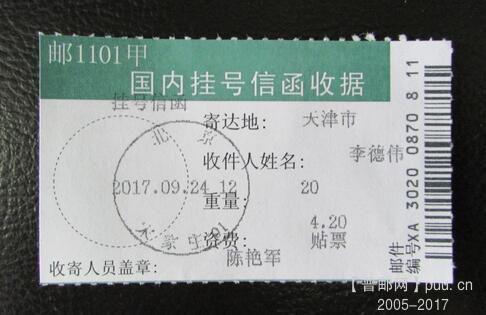 邮1101甲
国内挂号信函收据
挂号信函
寄达地: 天津市
收件人姓名: 李德伟
北京
2017.09.24 12
20
重量:
4.20
资费: 贴票
陈艳军
收寄人员盖章:
邮件
编号XA 3020 0870 8 11
【普邮网】puu.cn
2005-2017